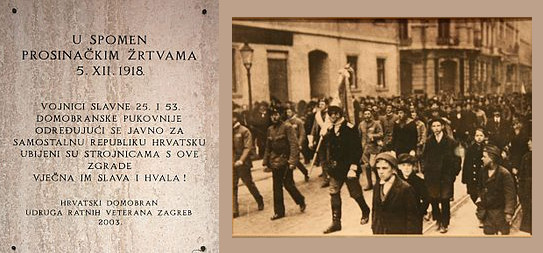 U SPOMEN
PROSINAČKIM ŽRTVAMA
5. XII. 1918.
VOJNICI SLAVNE 25. I 53.
DOMOBRANSKE PUKOVNIJE
ODREĐUJUĆI SE JAVNO ZA
SAMOSTALNU REPUBLIKU HRVATSKU
UBIJENI SU STROJNICAMA S OVE
ZGRADE
VJEČNA IM SLAVA I HVALA!
HRVATSKI DOMOBRAN
UDRUGA RATNIH VETERANA ZAGREB
2003.